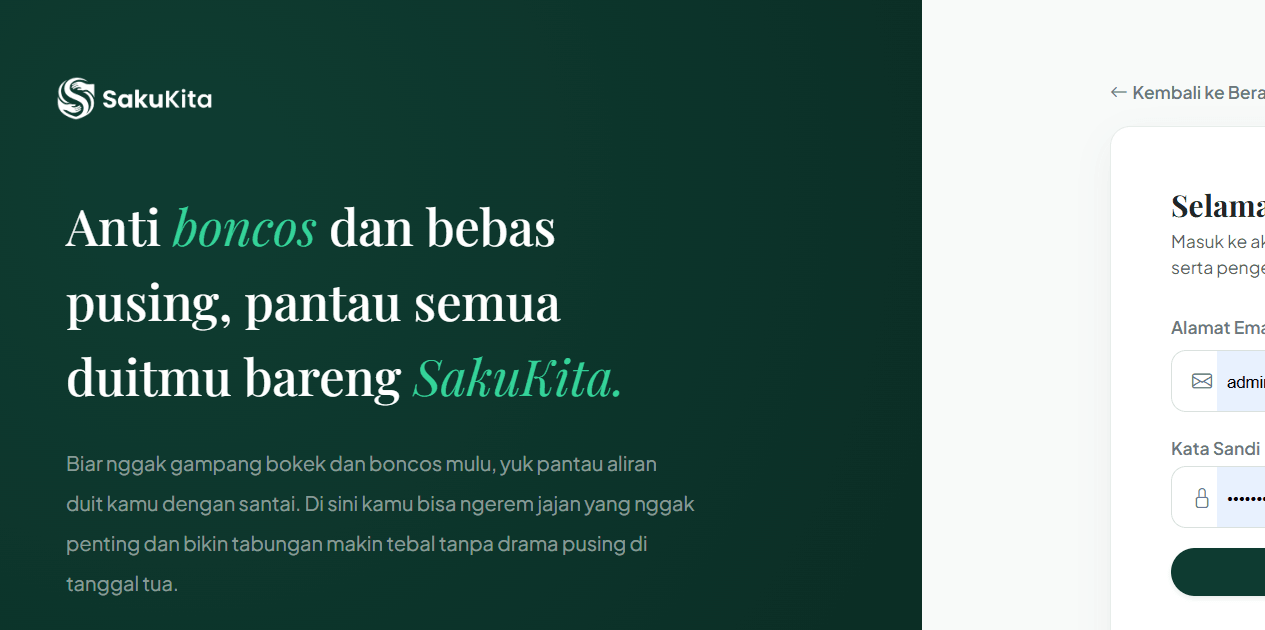 SakuKita
Anti boncos dan bebas
pusing, pantau semua
duitmu bareng SakuKita.
Biar nggak gampang bokek dan boncos mulu, yuk pantau aliran
duit kamu dengan santai. Di sini kamu bisa ngerem jajan yang nggak
penting dan bikin tabungan makin tebal tanpa drama pusing di
tanggal tua.
← Kembali ke Bera
Selama
Masuk ke ak
serta penge
Alamat Ema
admin
Kata Sandi